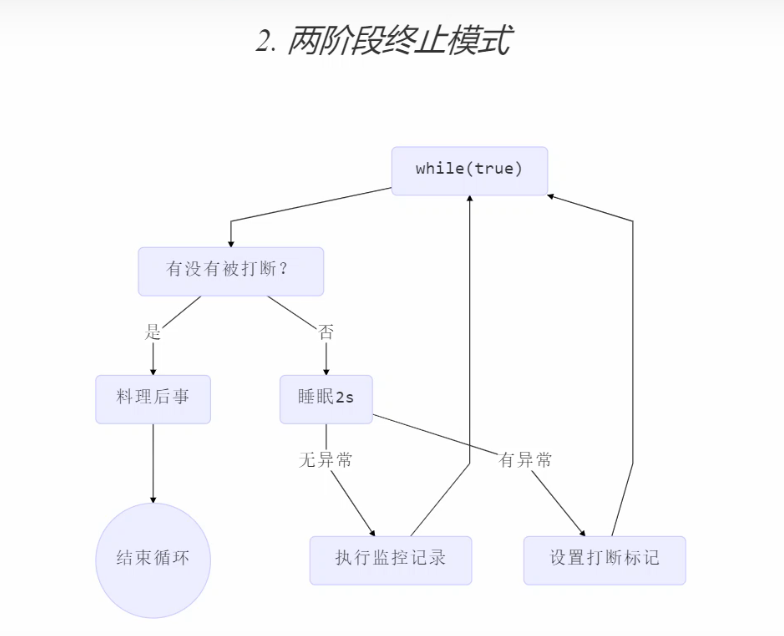 2. 两阶段终止模式
while(true)
有没有被打断?
是
否
料理后事
睡眠2s
无异常
有异常
结束循环
执行监控记录
设置打断标记